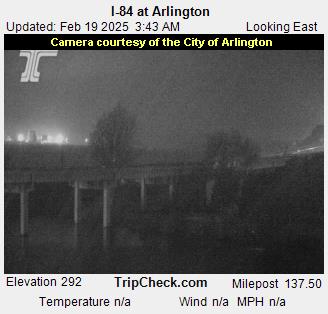 I-84 at Arlington
Updated: Feb 19 2025 3:43 AM Looking East
Camera courtesy of the City of Arlington
Elevation 292 TripCheck.com Milepost 137.50
Temperature n/a Wind n/a MPH n/a